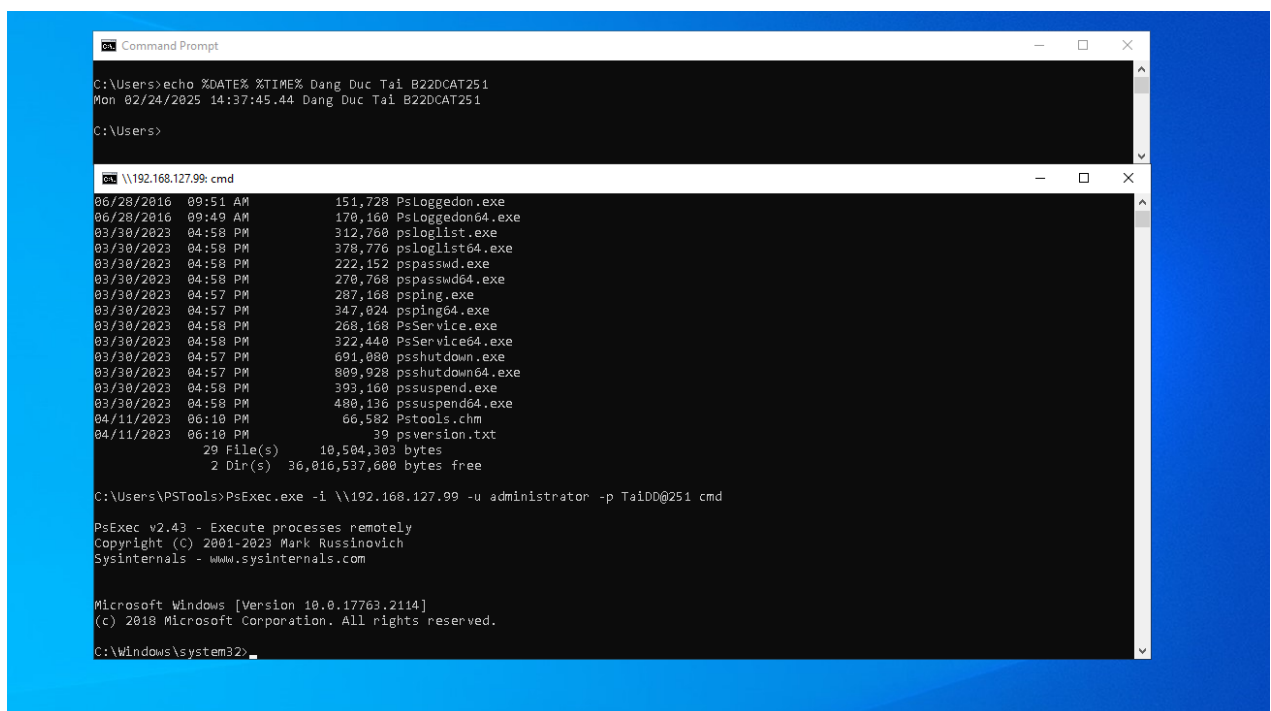 Command Prompt
C:\Users>echo %DATE% %TIME% Dang Duc Tai B22DCAT251
Mon 02/24/2025 14:37:45.44 Dang Duc Tai B22DCAT251
C:\Users>
\\192.168.127.99: cmd
06/28/2016  09:51 AM           151,728 PsLoggedon.exe
06/28/2016  09:49 AM           170,160 PsLoggedon64.exe
03/30/2023  04:58 PM           312,760 psloglist.exe
03/30/2023  04:58 PM           378,776 psloglist64.exe
03/30/2023  04:58 PM           222,152 pspasswd.exe
03/30/2023  04:58 PM           270,768 pspasswd64.exe
03/30/2023  04:57 PM           287,168 psping.exe
03/30/2023  04:57 PM           347,024 psping64.exe
03/30/2023  04:58 PM           268,168 PsService.exe
03/30/2023  04:58 PM           322,440 PsService64.exe
03/30/2023  04:57 PM           691,080 psshutdown.exe
03/30/2023  04:57 PM           809,928 psshutdown64.exe
03/30/2023  04:58 PM           393,160 pssuspend.exe
03/30/2023  04:58 PM           480,136 pssuspend64.exe
04/11/2023  06:10 PM            66,582 Pstools.chm
04/11/2023  06:10 PM                39 psversion.txt
29 File(s)     10,504,303 bytes
2 Dir(s)  36,016,537,600 bytes free
C:\Users\PSTools>PsExec.exe -i \\192.168.127.99 -u administrator -p TaiDD@251 cmd
PsExec v2.43 - Execute processes remotely
Copyright (C) 2001-2023 Mark Russinovich
Sysinternals - www.sysinternals.com
Microsoft Windows [Version 10.0.17763.2114]
(c) 2018 Microsoft Corporation. All rights reserved.
C:\Windows\system32>